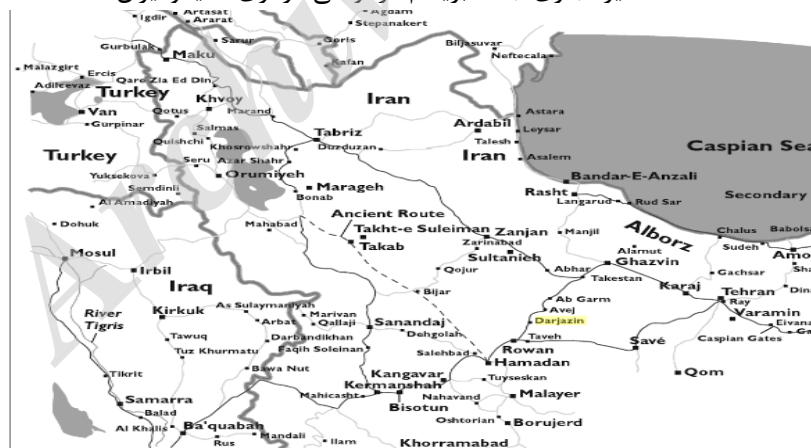 Artasat
Agdam
Igdir
Ararat
Stepanakert
Gurbulak
Sarur
Goris
Biljasuvar
Maku
Kafan
Neftecala
Malazgirt
Ercis
Qare Zia Ed Din
Adilcevaz
Turkey
Khvoy
Iran
Van
Qotus
Marand
Astara
Gurpinar
Salmas
Tabriz
Ardabil
Leysar
Quishchi
Khosrowshahr
Duzduzan
Talesh
Caspian Sea
Turkey
Seru
Azar Shahr
Iran
Asalem
Yuksekova
Orumiyeh
Bandar-E-Anzali
Semdinli
Marageh
Rasht
Secondary
Bonab
Langarud
Rud Sar
Al Amadiyah
Ancient Route
Dohuk
Mahabad
Takht-e Suleiman
Zanjan
Manjil
Alborz
Chalus
Takab
Zarinabad
Alamut
Sudeh
Mosul
Sultanieh
Ghazvin
Irbil
Qojur
Abhar
Gachsar
Iraq
Takestan
Karaj
Tehran
Bijar
Ab Garm
Ray
River
Tigris
Kirkuk
As Sulaymaniyah
Marivan
Avej
Varamin
Arbat
Qallaji
Sanandaj
Darjazin
Tawuq
Darbandikhan
Dehgolan
Taveh
Savé
Caspian Gates
Tuz Khurmatu
Faqih Soleinan
Salehbad
Rowan
Hamadan
Bawa Nut
Kangavar
Qom
Tikrit
Kermanshah
Tuyseskan
Samarra
Mahicasht
Nahavand
Malayer
Balad
Bisotun
Al Khalis
Ba'qubah
Oshtorian
Borujerd
Rus
Mandali
Ilam
Khorramabad